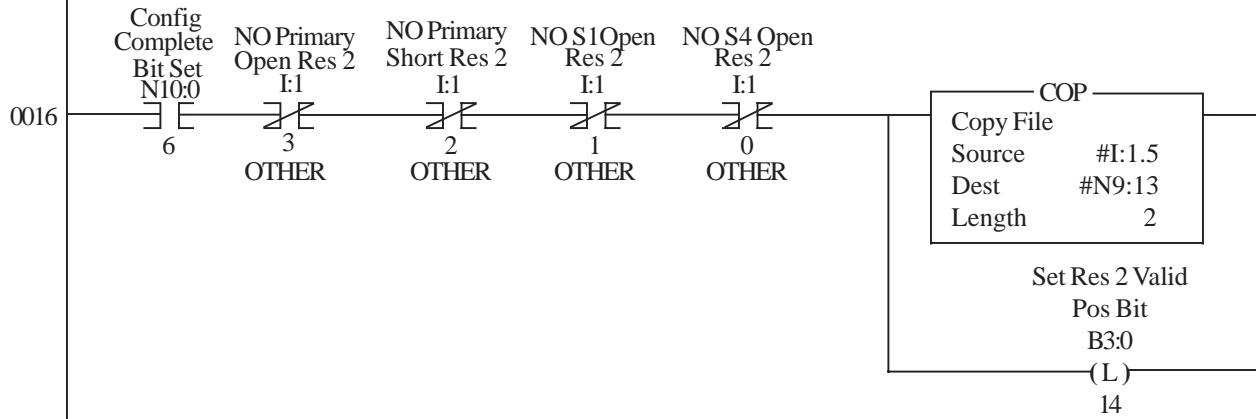 Config
Complete
Bit Set
N10:0
6
NO Primary
Open Res 2
I:1
3
OTHER
NO Primary
Short Res 2
I:1
2
OTHER
NO S1Open
Res 2
I:1
1
OTHER
NO S4 Open
Res 2
I:1
0
OTHER
0016
COP
Copy File
Source #I:1.5
Dest #N9:13
Length 2
Set Res 2 Valid
Pos Bit
B3:0
(L)
14